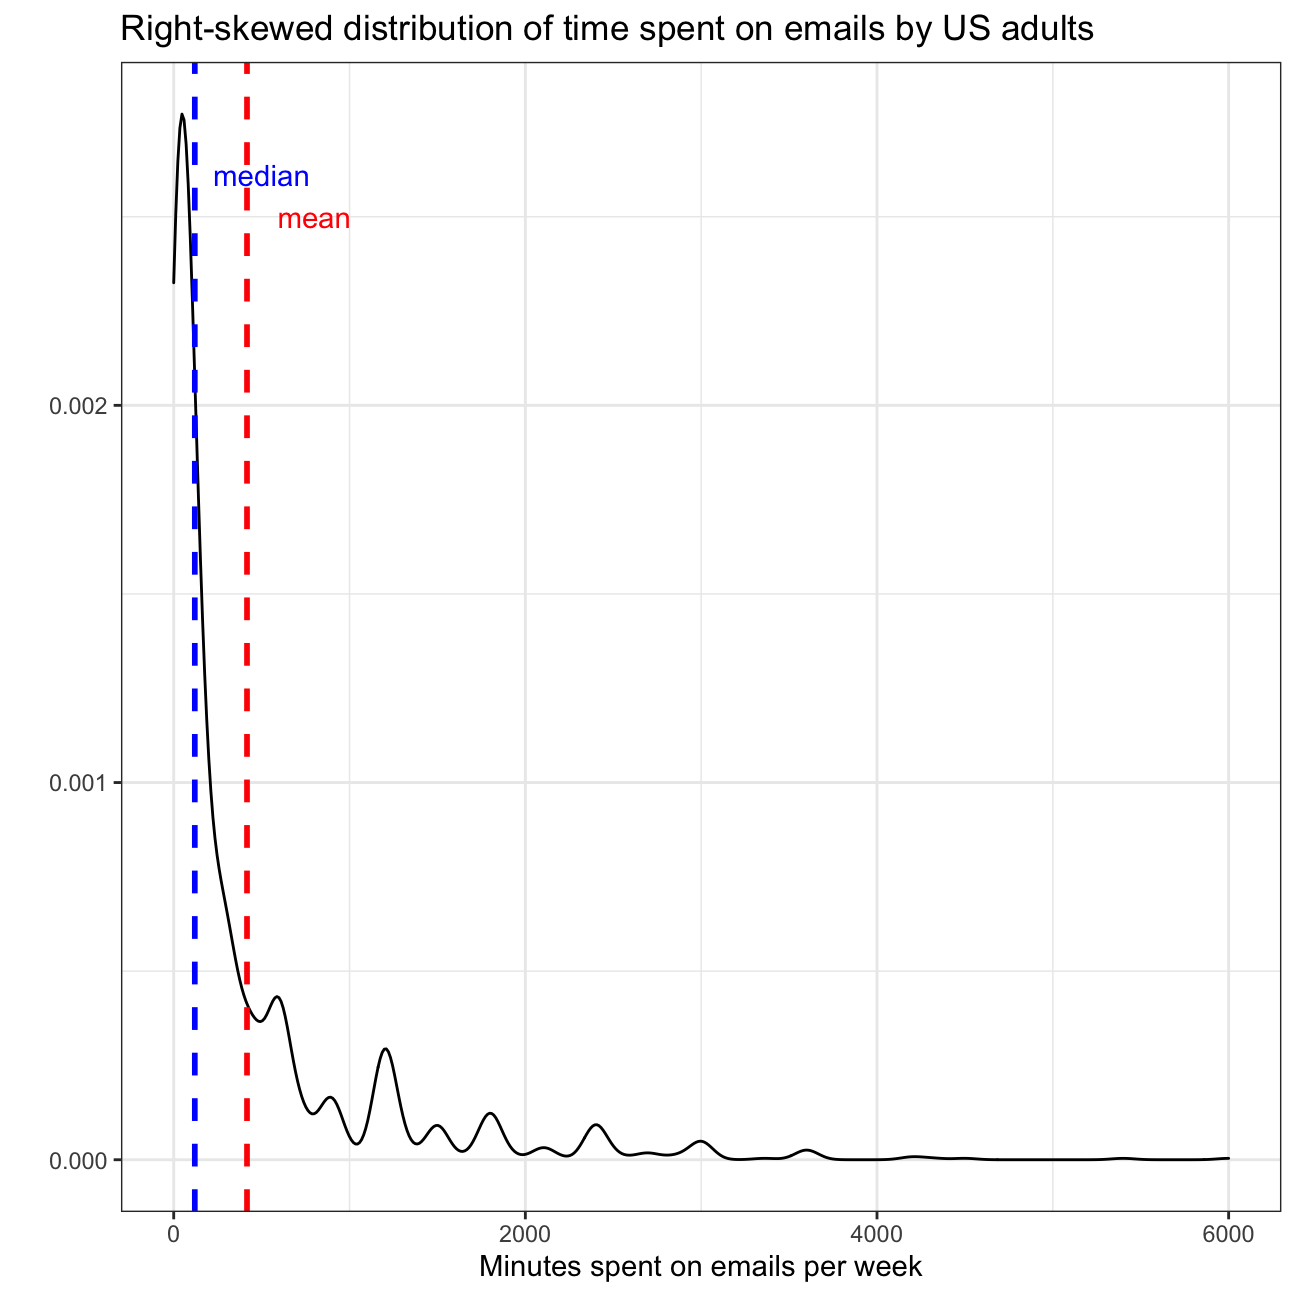 Right-skewed distribution of time spent on emails by US adults
median
mean
0.002
0.001
0.000
0
2000
4000
6000
Minutes spent on emails per week